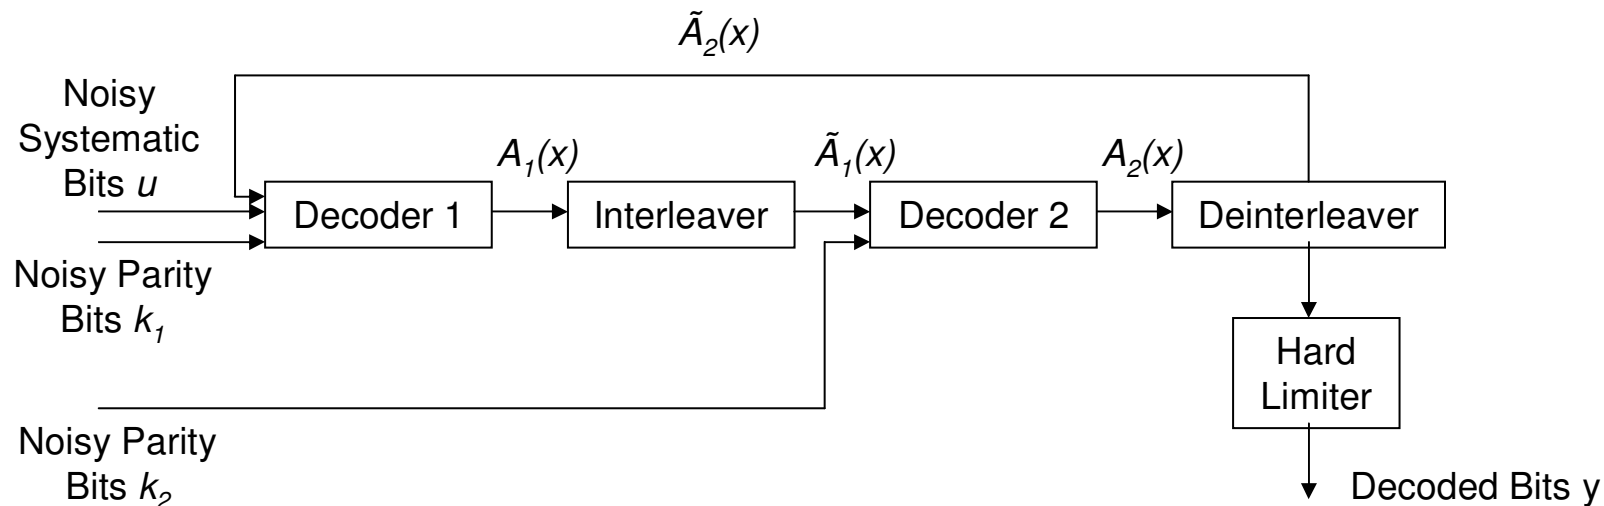 Ã₂(x)
Noisy
Systematic
Bits u
A₁(x)
Ã₁(x)
A₂(x)
Decoder 1
Interleaver
Decoder 2
Deinterleaver
Noisy Parity
Bits k₁
Hard
Limiter
Noisy Parity
Bits k₂
Decoded Bits y